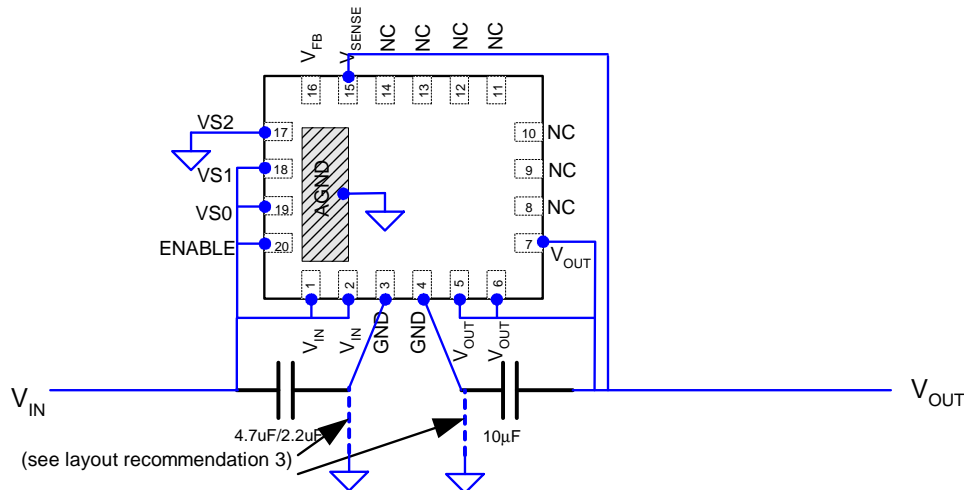 VFB
VSENSE
NC
NC
NC
NC
16
15
14
13
12
11
VS2
17
10
NC
VS1
18
9
NC
VS0
19
8
NC
ENABLE
20
7
VOUT
AGND
1
2
3
4
5
6
VIN
VIN
GND
GND
VOUT
VOUT
VIN
VOUT
4.7uF/2.2uF
10µF
(see layout recommendation 3)